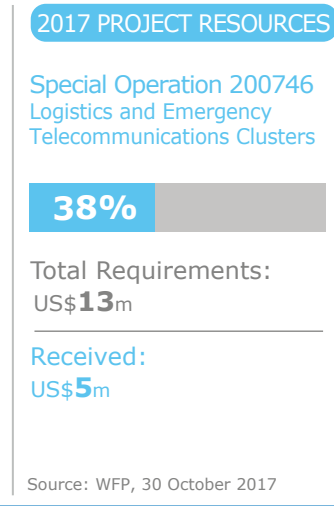 2017 PROJECT RESOURCES
Special Operation 200746
Logistics and Emergency
Telecommunications Clusters
38%
Total Requirements:
US$13m
Received:
US$5m
Source: WFP, 30 October 2017